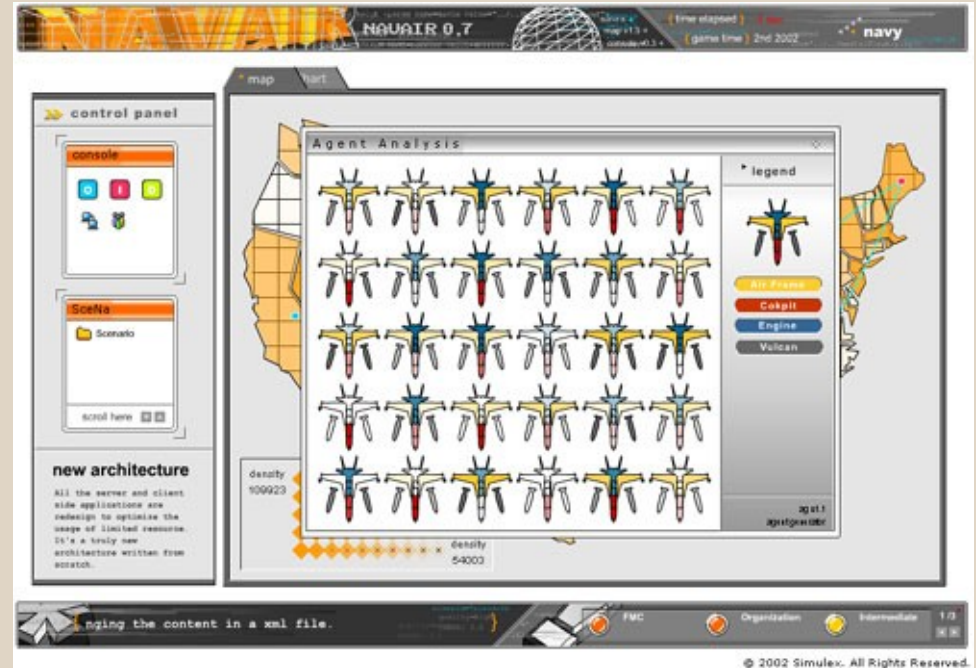 NAVAIR
NAVAIR 0.7
( time elapsed )
( game time ) 2nd 2002
navy
map
control panel
console
Agent Analysis
legend
Air Frame
Cokpit
Engine
Vulcan
SceNa
Scenario
scroll here
new architecture
All the server and client
side applications are
redesign to optimize the
usage of limited resource.
It's a truly new
architecture written from
scratch.
density
109923
density
54003
nging the content in a xml file.
FMC
Organization
Intermediate
1/3
© 2002 Simulex. All Rights Reserved.